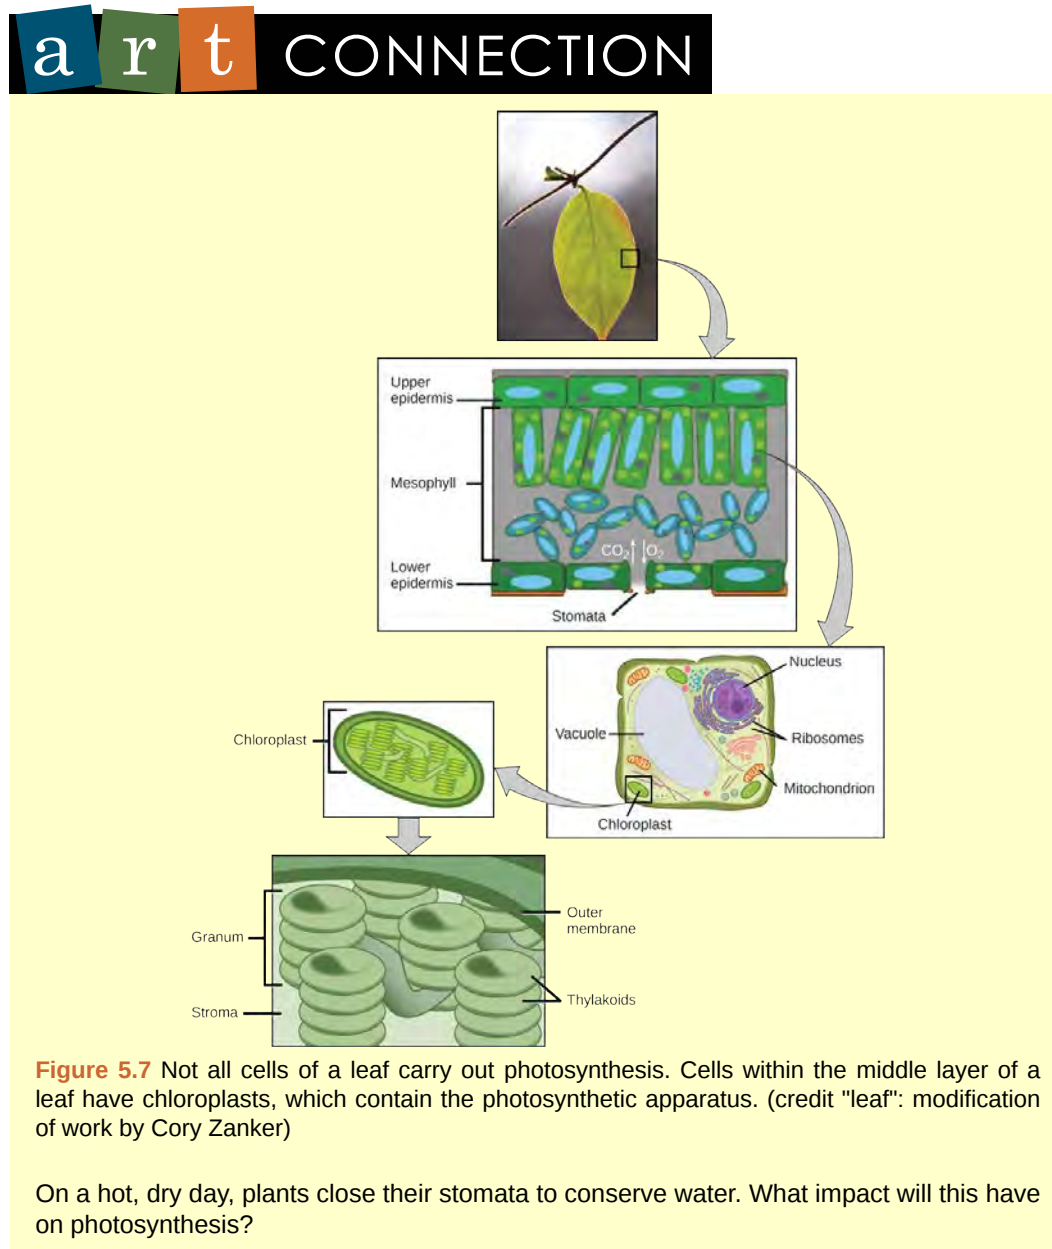 art CONNECTION
Upper
epidermis
Mesophyll
CO₂ O₂
Lower
epidermis
Stomata
Nucleus
Vacuole
Ribosomes
Mitochondrion
Chloroplast
Chloroplast
Granum
Outer
membrane
Thylakoids
Stroma
Figure 5.7 Not all cells of a leaf carry out photosynthesis. Cells within the middle layer of a
leaf have chloroplasts, which contain the photosynthetic apparatus. (credit "leaf": modification
of work by Cory Zanker)
On a hot, dry day, plants close their stomata to conserve water. What impact will this have
on photosynthesis?